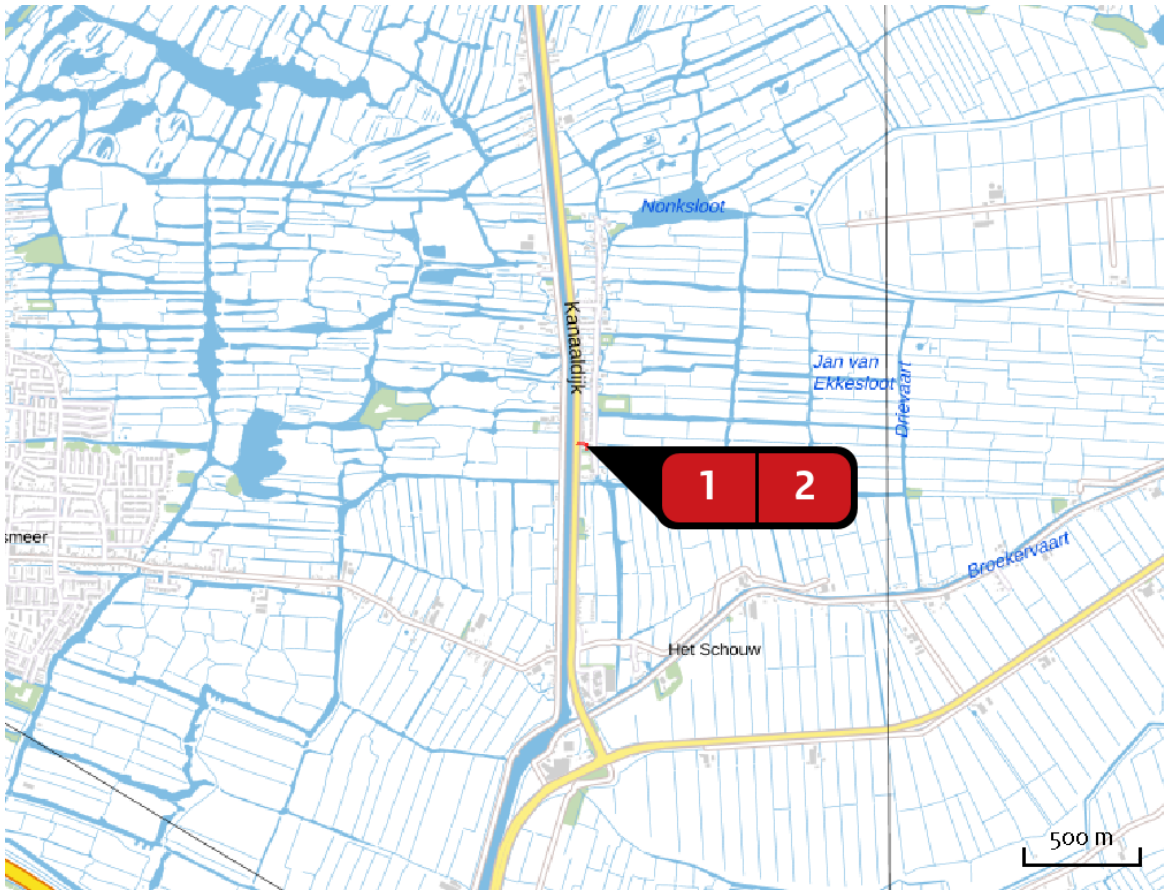 Nonksloot
Kanaaldijk
Jan van
Ekkesloot
Drievaart
1 2
smeer
Broekervaart
Het Schouw
500 m